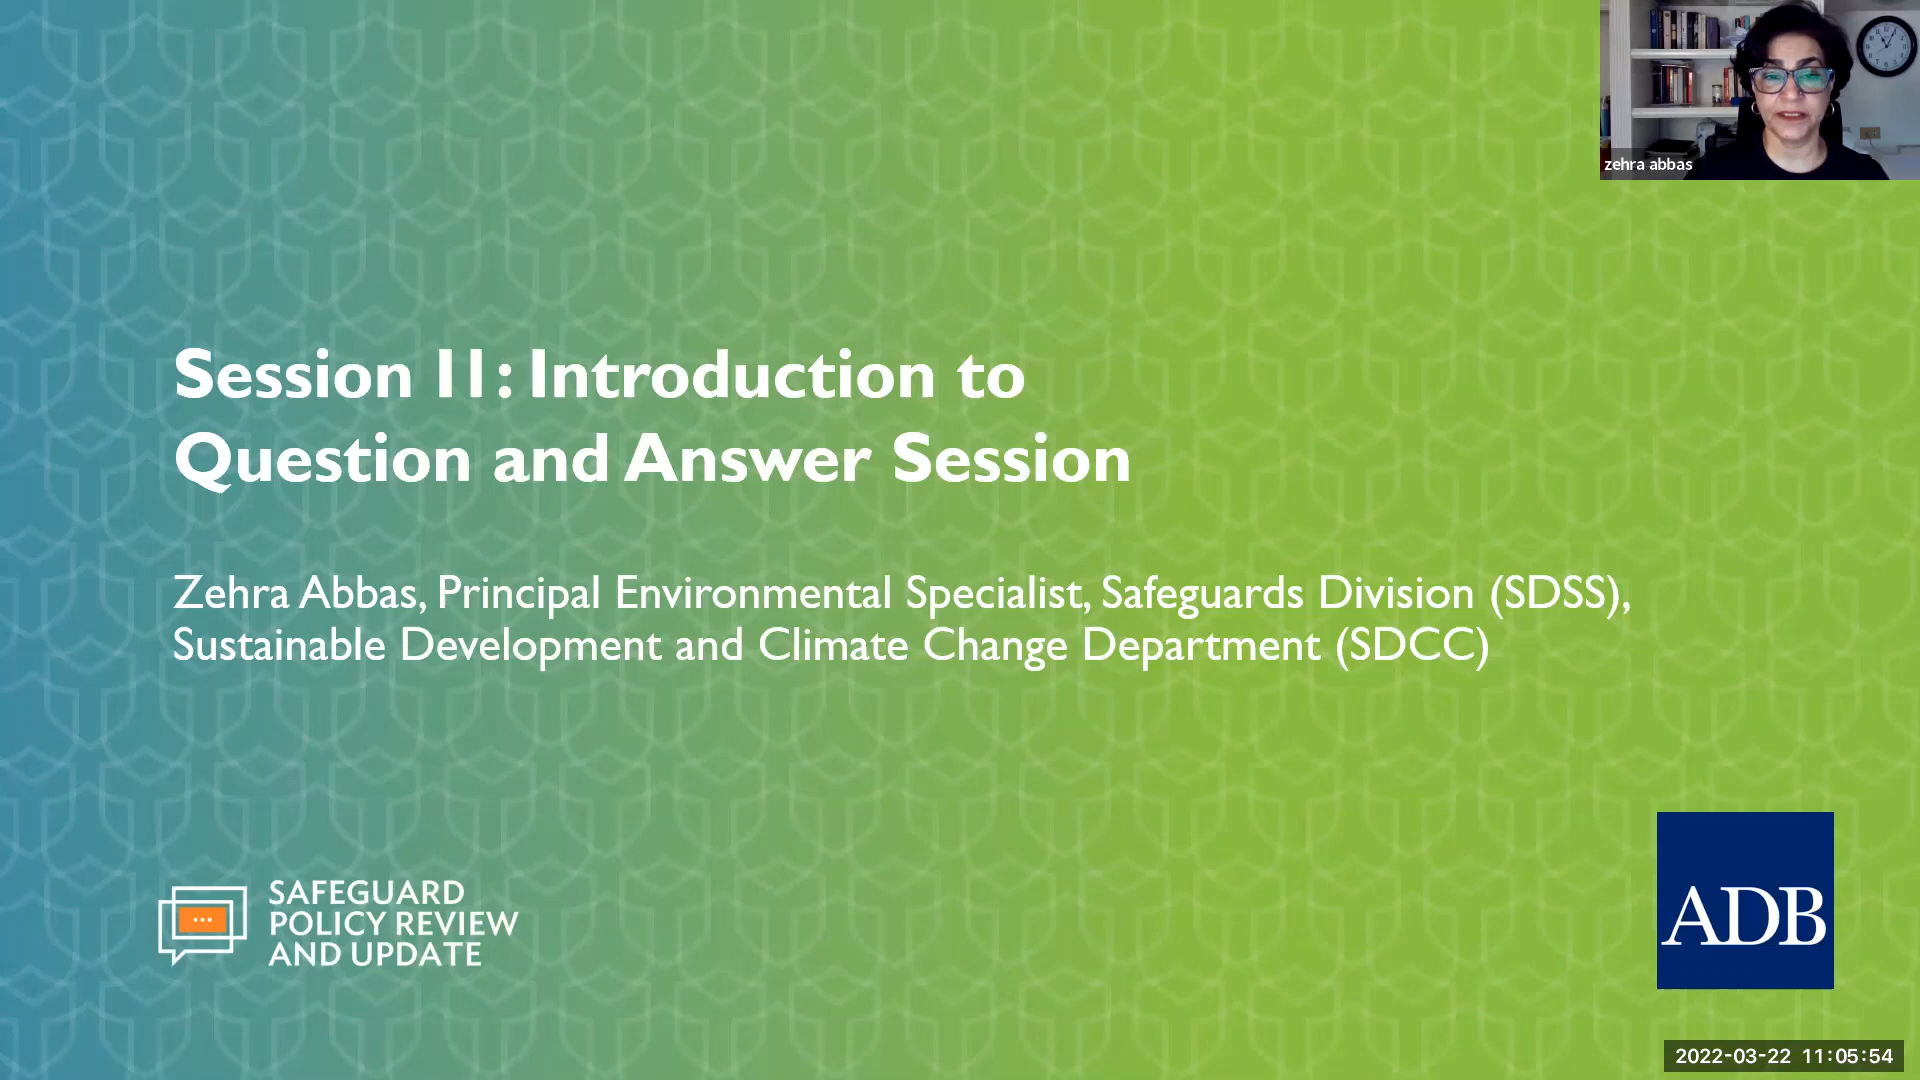 zehra abbas
Session 11: Introduction to
Question and Answer Session
Zehra Abbas, Principal Environmental Specialist, Safeguards Division (SDSS),
Sustainable Development and Climate Change Department (SDCC)
SAFEGUARD
POLICY REVIEW
AND UPDATE
ADB
2022-03-22 11:05:54